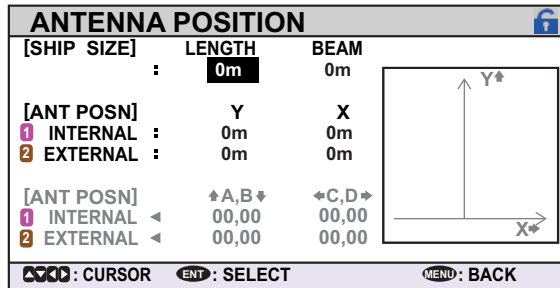 ANTENNA POSITION
[SHIP SIZE] LENGTH BEAM
: 0m 0m
Y
[ANT POSN] Y X
1 INTERNAL : 0m 0m
2 EXTERNAL : 0m 0m
[ANT POSN] A,B C,D
1 INTERNAL 00,00 00,00
X
2 EXTERNAL 00,00 00,00
: CURSOR ENT : SELECT MENU : BACK